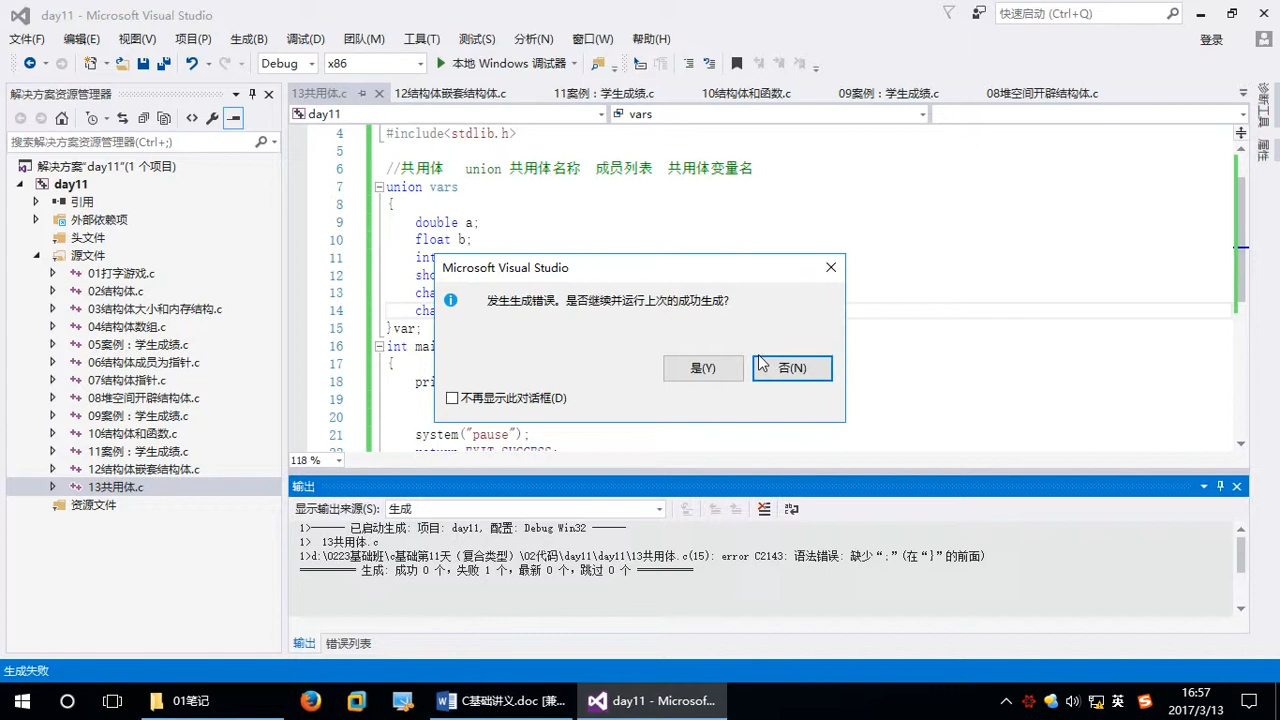 day11 - Microsoft Visual Studio
快速启动 (Ctrl+Q)
文件(F) 编辑(E) 视图(V) 项目(P) 生成(B) 调试(D) 团队(M) 工具(T) 测试(S) 分析(N) 窗口(W) 帮助(H)
登录
Debug x86 本地 Windows 调试器
解决方案资源管理器
13共用体.c 12结构体嵌套结构体.c 11案例：学生成绩.c 10结构体和函数.c 09案例：学生成绩.c 08堆空间开辟结构体.c
诊断工具
属性
day11 vars
搜索解决方案资源管理器(Ctrl+;)
解决方案"day11"(1 个项目)
day11
引用
外部依赖项
头文件
源文件
01打字游戏.c
02结构体.c
03结构体大小和内存结构.c
04结构体数组.c
05案例：学生成绩.c
06结构体成员为指针.c
07结构体指针.c
08堆空间开辟结构体.c
09案例：学生成绩.c
10结构体和函数.c
11案例：学生成绩.c
12结构体嵌套结构体.c
13共用体.c
资源文件
4 #include<stdlib.h>
5
6 //共用体 union 共用体名称 成员列表 共用体变量名
7 union vars
8 {
9 double a;
10 float b;
11 int
12 sho
13 cha
14 cha
15 }var;
16 int mai
17 {
18 pri
19
20
21 system("pause");
22 return EXIT_SUCCESS;
118 %
Microsoft Visual Studio
发生生成错误。是否继续并运行上次的成功生成?
是(Y) 否(N)
不再显示此对话框(D)
输出
显示输出来源(S): 生成
1>------ 已启动生成: 项目: day11, 配置: Debug Win32 ------
1> 13共用体.c
1>d:\0223基础班\c基础第11天（复合类型）\02代码\day11\day11\13共用体.c(15): error C2143: 语法错误: 缺少“;”(在“}”的前面)
========== 生成: 成功 0 个，失败 1 个，最新 0 个，跳过 0 个 ==========
输出 错误列表
生成失败
01笔记
C基础讲义.doc [兼...
day11 - Microsof...
英
16:57
2017/3/13